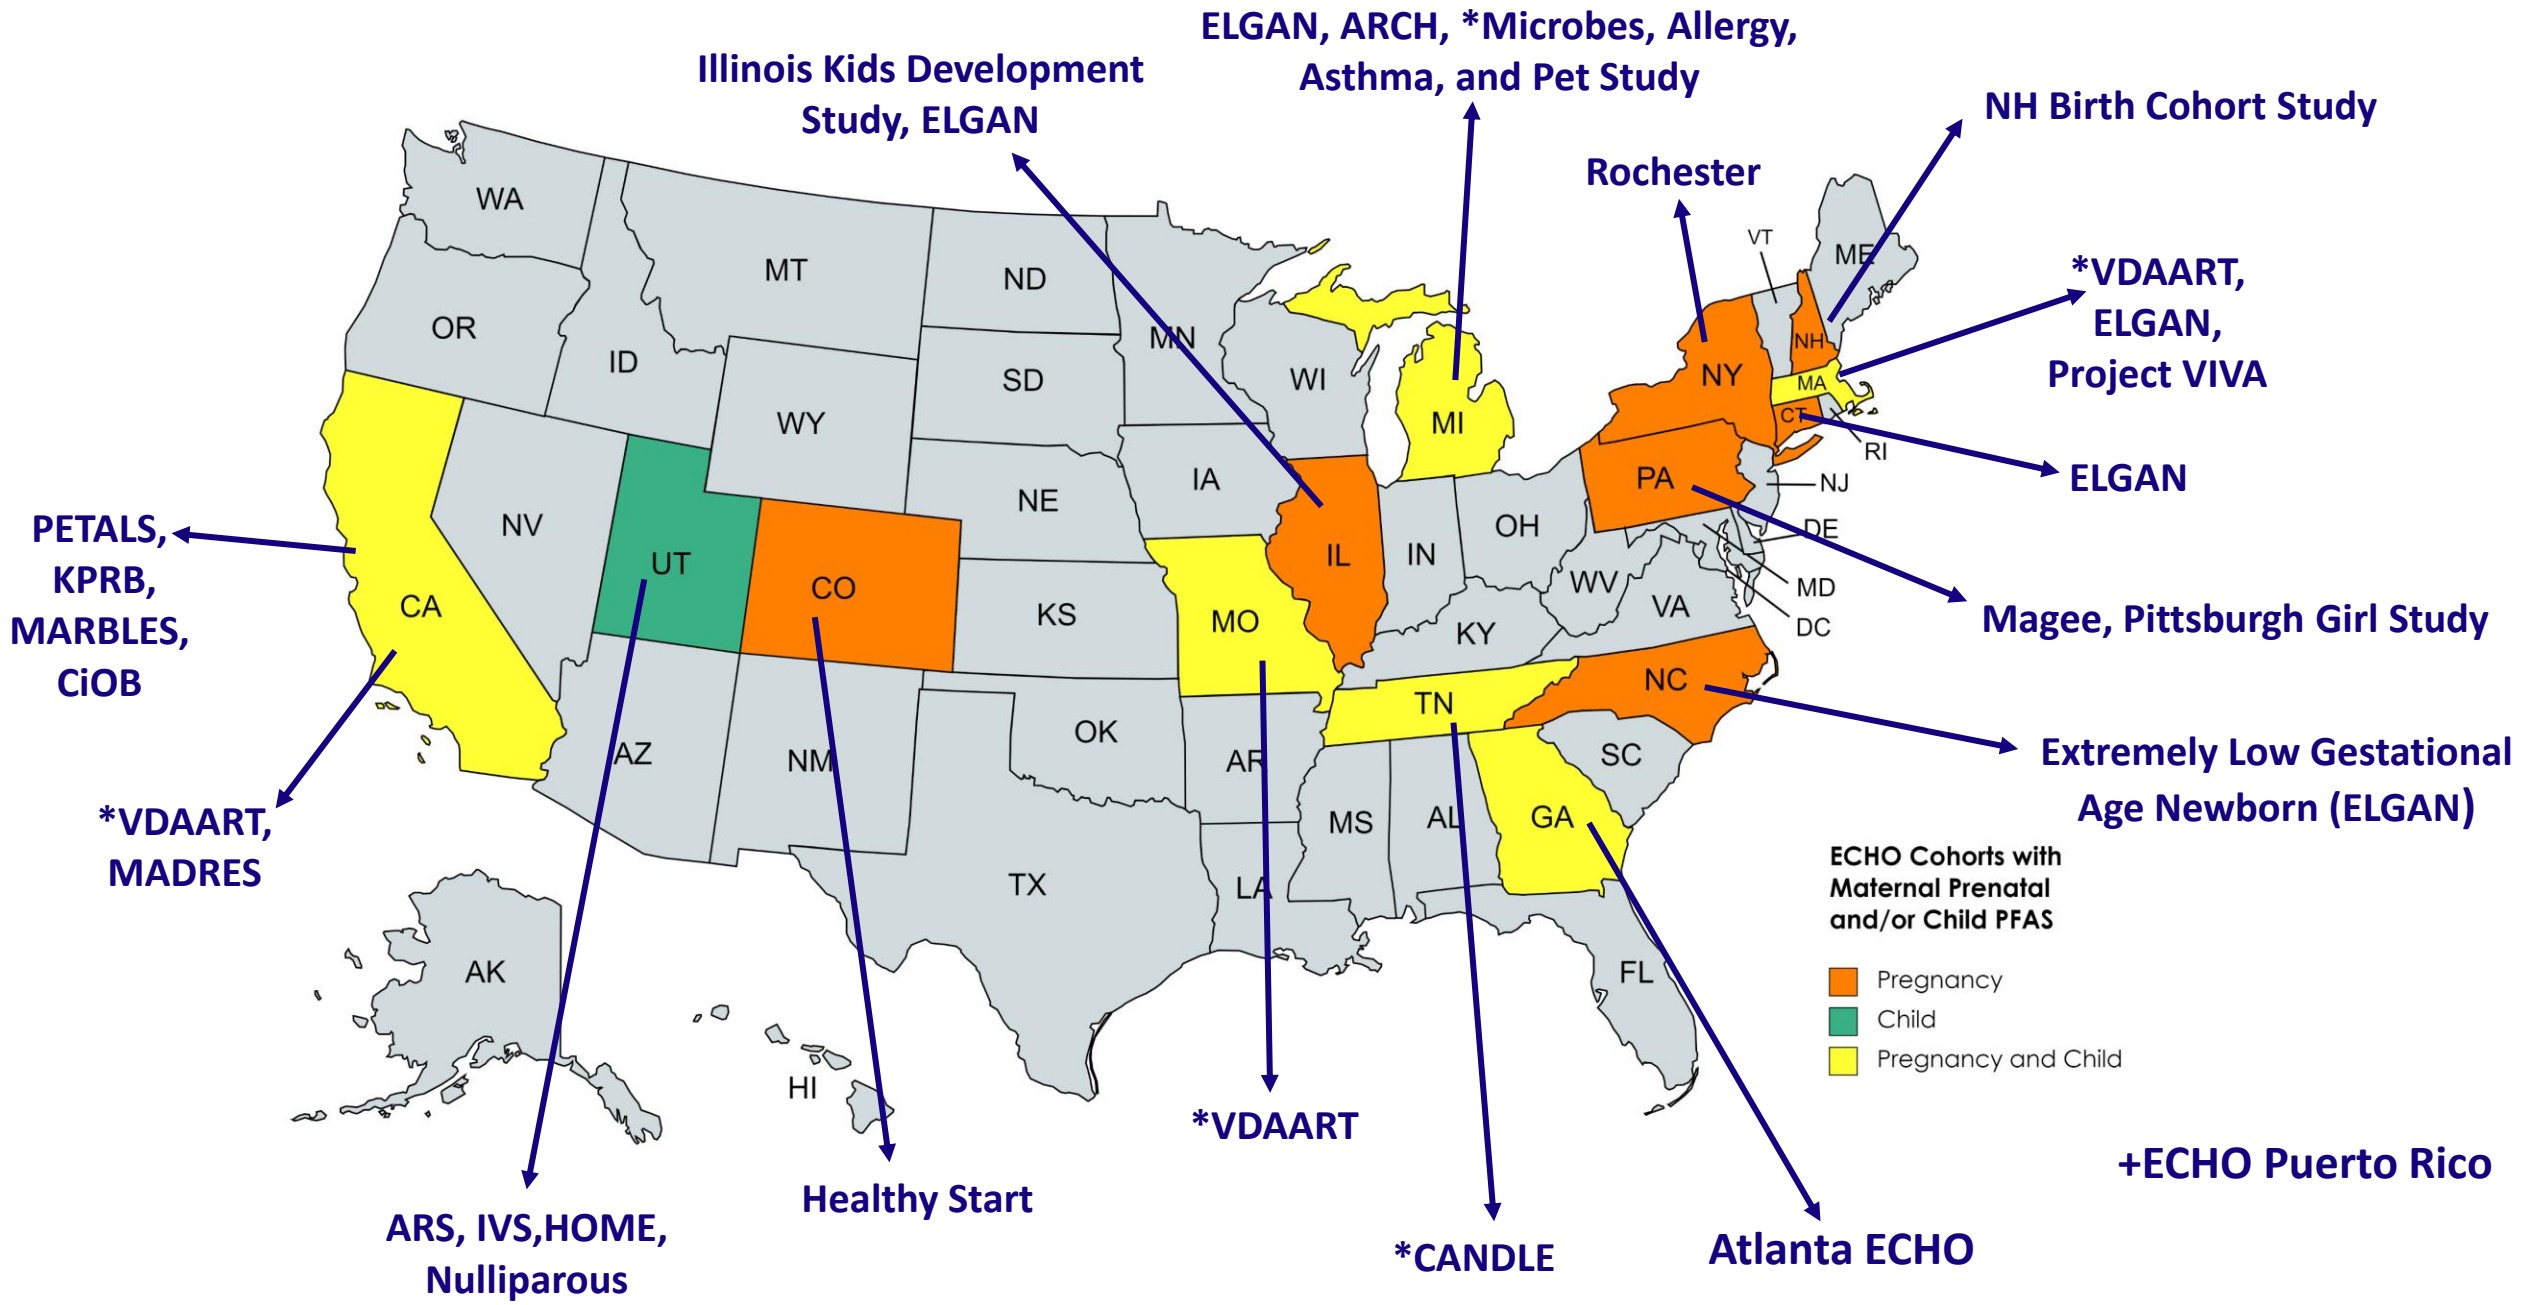 ELGAN, ARCH, *Microbes, Allergy,
Asthma, and Pet Study
Illinois Kids Development
Study, ELGAN
NH Birth Cohort Study
Rochester
*VDAART,
ELGAN,
Project VIVA
ELGAN
Magee, Pittsburgh Girl Study
Extremely Low Gestational
Age Newborn (ELGAN)
PETALS,
KPRB,
MARBLES,
CiOB
*VDAART,
MADRES
ARS, IVS,HOME,
Nulliparous
Healthy Start
*VDAART
*CANDLE
Atlanta ECHO
+ECHO Puerto Rico
ECHO Cohorts with
Maternal Prenatal
and/or Child PFAS
Pregnancy
Child
Pregnancy and Child
WA
OR
CA
NV
ID
MT
WY
UT
CO
AZ
NM
ND
SD
NE
KS
OK
TX
MN
IA
MO
AR
LA
WI
IL
MI
IN
OH
KY
TN
MS
AL
GA
FL
SC
NC
VA
WV
PA
NY
VT
NH
ME
MA
CT
RI
NJ
DE
MD
DC
AK
HI